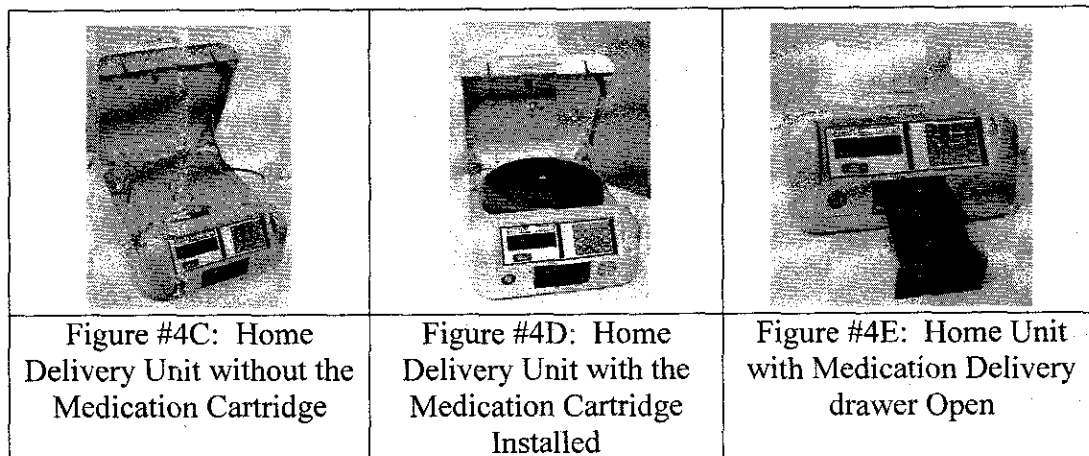 Figure #4C: Home
Delivery Unit without the
Medication Cartridge
Figure #4D: Home
Delivery Unit with the
Medication Cartridge
Installed
Figure #4E: Home Unit
with Medication Delivery
drawer Open